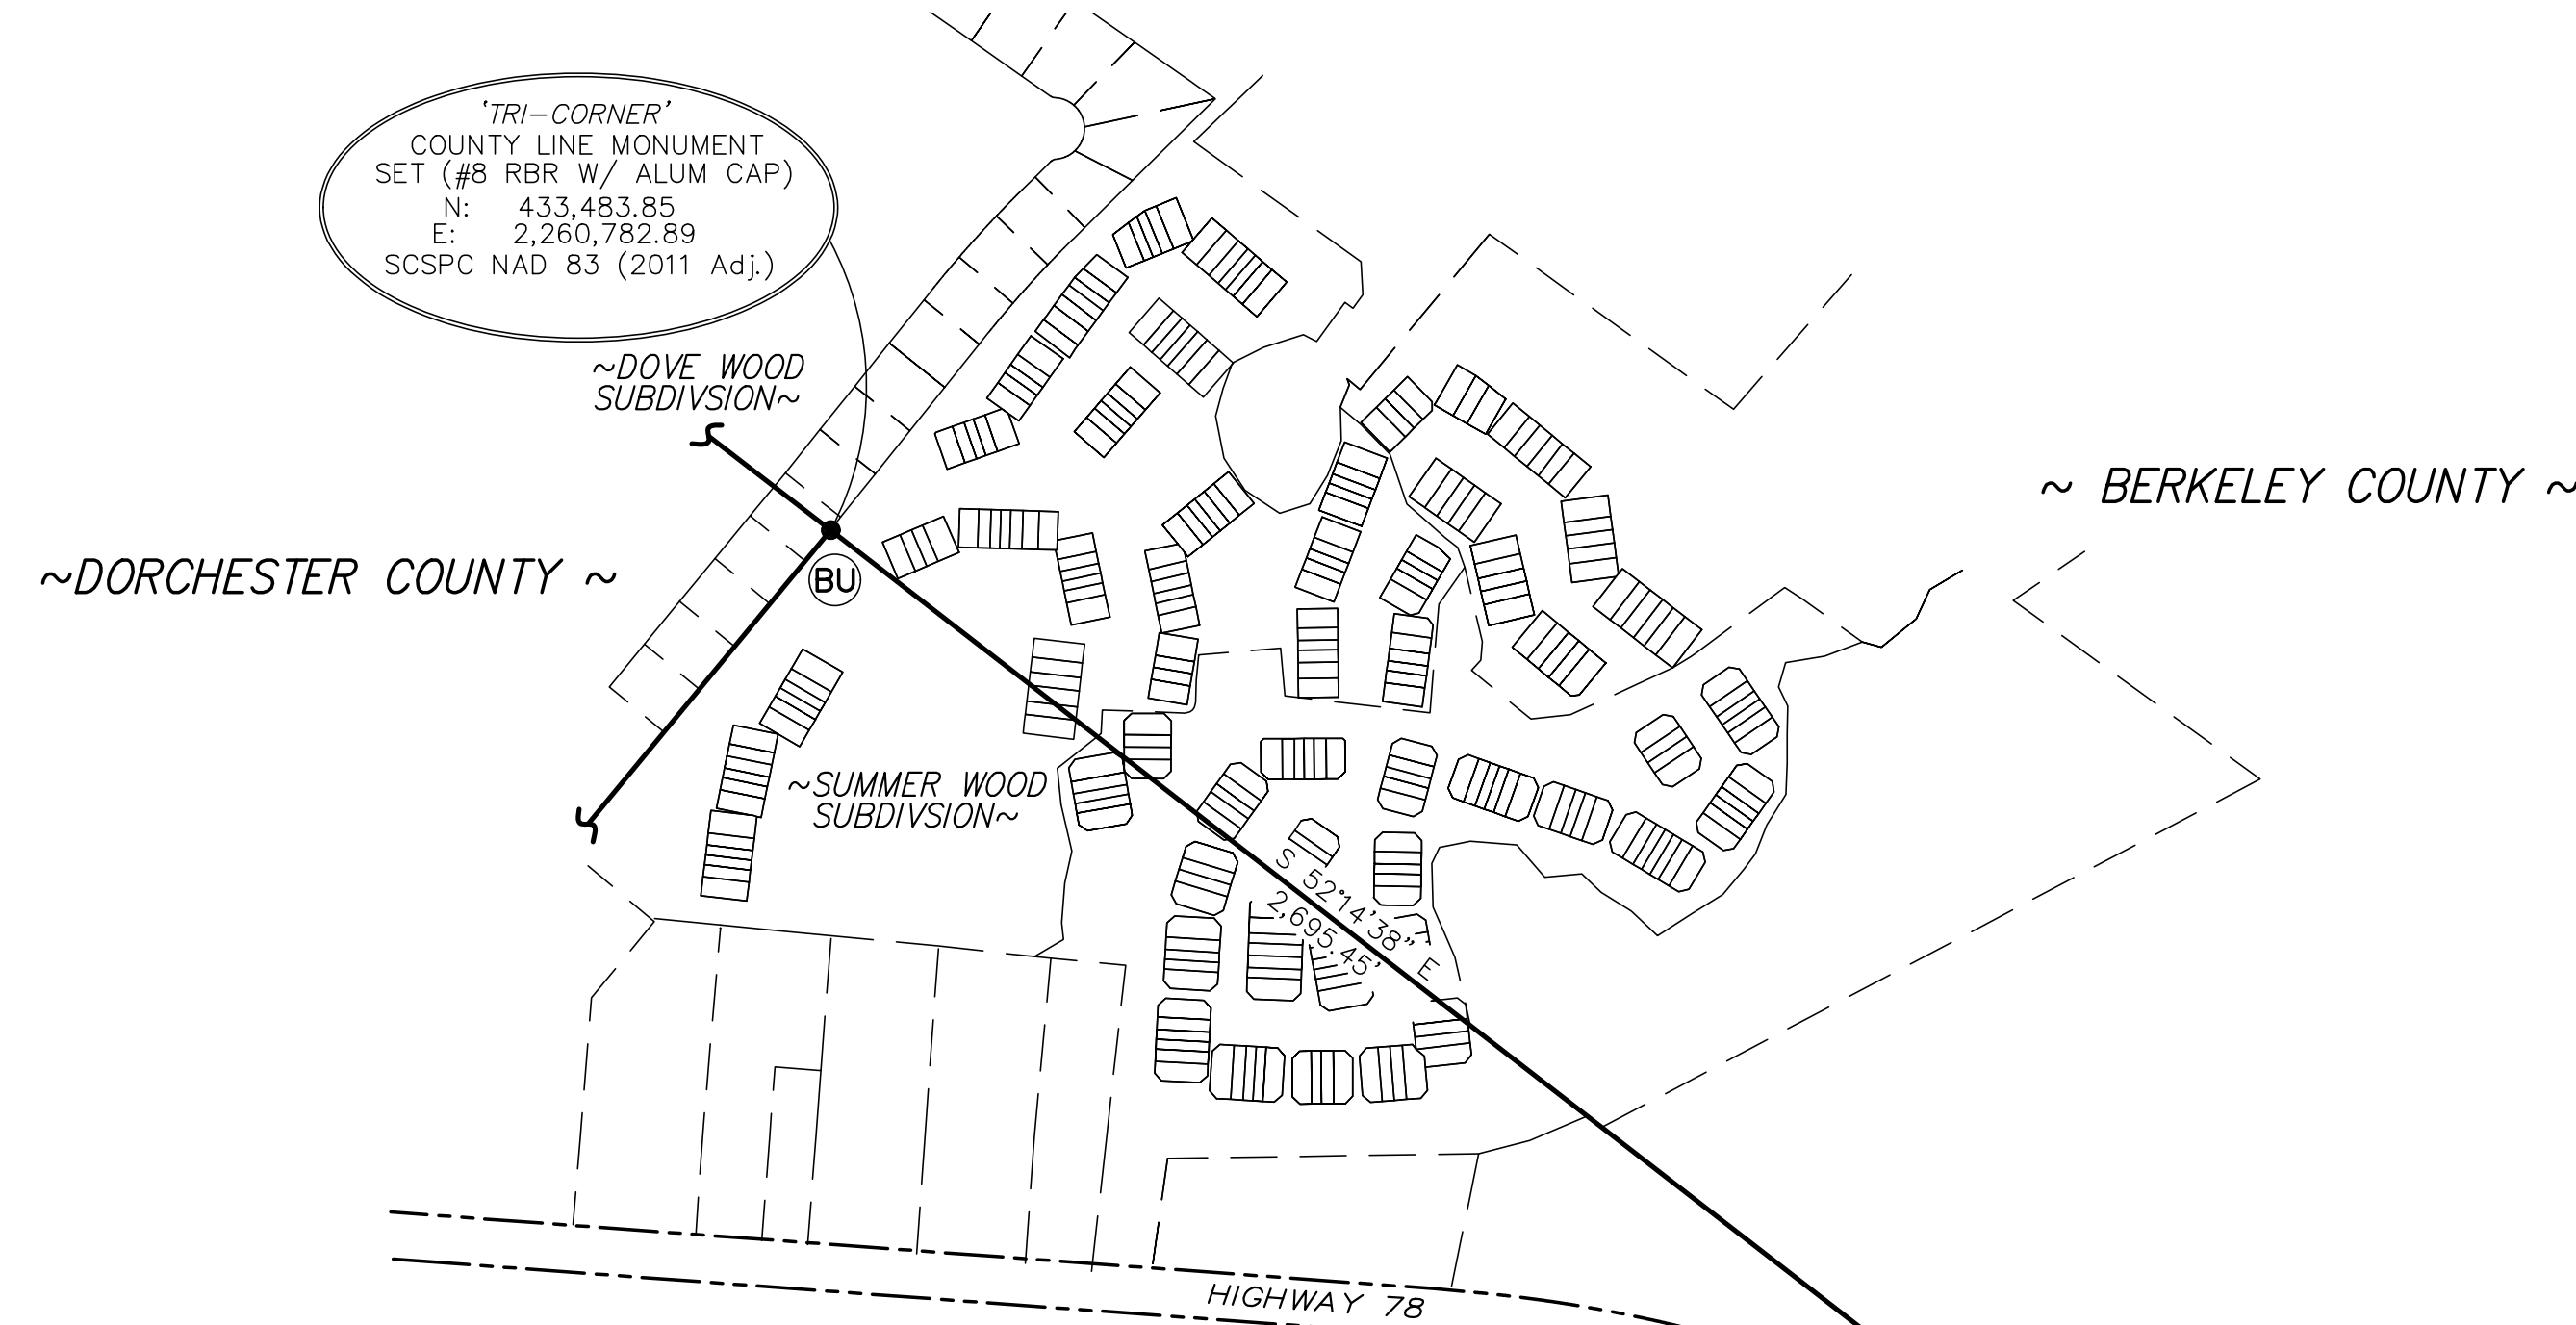 'TRI-CORNER'
COUNTY LINE MONUMENT
SET (#8 RBR W/ ALUM CAP)
N: 433,483.85
E: 2,260,782.89
SCSPC NAD 83 (2011 Adj.)
~DOVE WOOD
SUBDIVSION~
~ BERKELEY COUNTY ~
~DORCHESTER COUNTY ~
BU
~SUMMER WOOD
SUBDIVSION~
S 52°14'38" E
2,695.45'
HIGHWAY 78